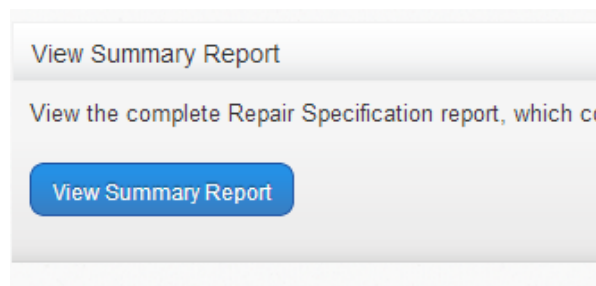 View Summary Report
View the complete Repair Specification report, which
View Summary Report